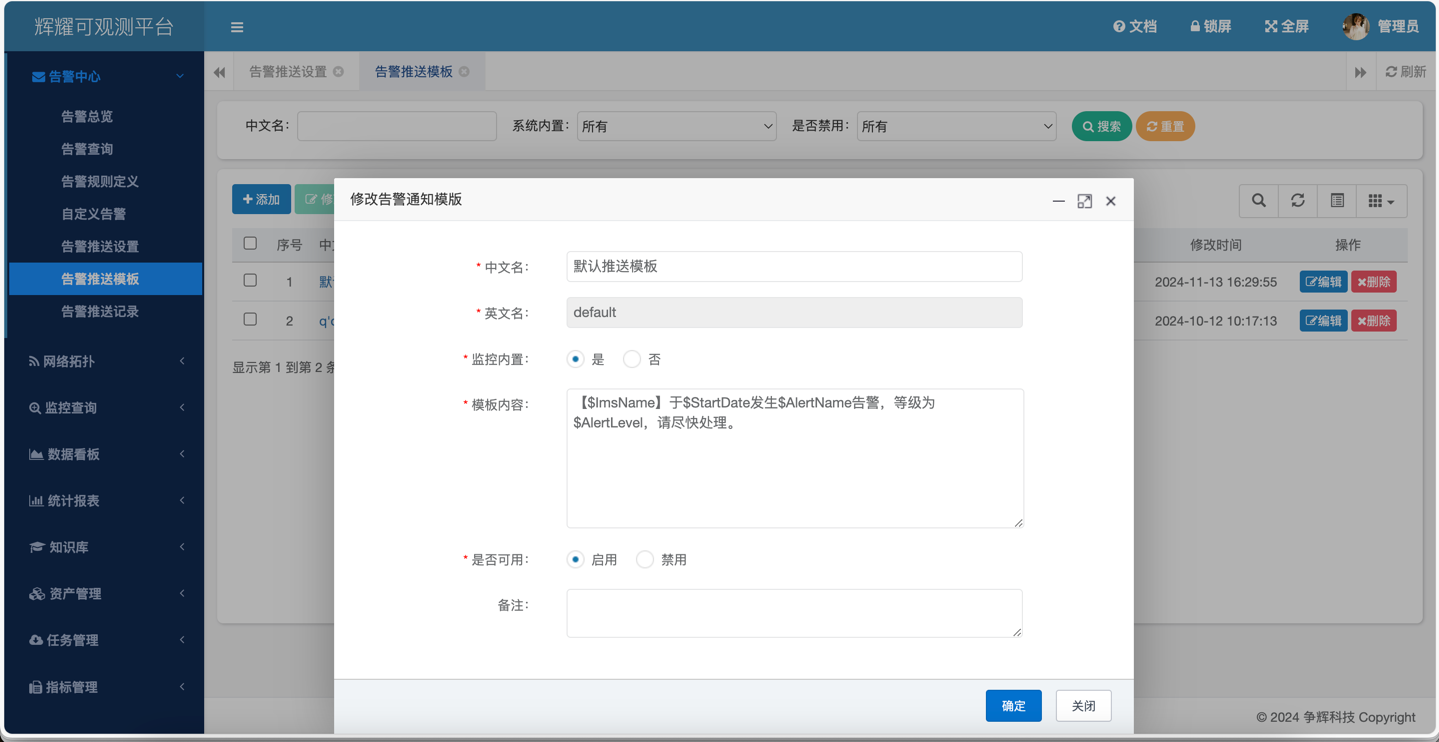 辉耀可观测平台
文档
锁屏
全屏
管理员
告警中心
告警总览
告警查询
告警规则定义
自定义告警
告警推送设置
告警推送模板
告警推送记录
网络拓扑
监控查询
数据看板
统计报表
知识库
资产管理
任务管理
指标管理
告警推送设置
告警推送模板
刷新
中文名：
系统内置：
所有
是否禁用：
所有
搜索
重置
添加
序号
修改时间
操作
1
2024-11-13 16:29:55
编辑
删除
2
2024-10-12 10:17:13
编辑
删除
显示第 1 到第 2 条
修改告警通知模版
* 中文名：
默认推送模板
* 英文名：
default
* 监控内置：
是
否
* 模板内容：
【$ImsName】于$StartDate发生$AlertName告警，等级为
$AlertLevel，请尽快处理。
* 是否可用：
启用
禁用
备注：
确定
关闭
© 2024 争辉科技 Copyright